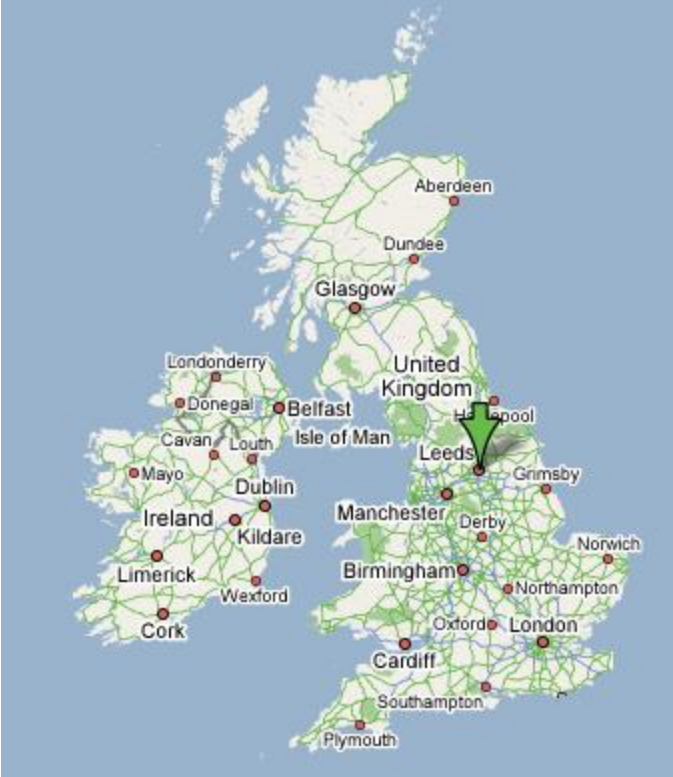 Aberdeen
Dundee
Glasgow
United
Kingdom
Londonderry
Donegal
Belfast
Isle of Man
Cavan
Louth
Leeds
Mayo
Grimsby
Dublin
Manchester
Ireland
Kildare
Derby
Norwich
Limerick
Birmingham
Wexford
Northampton
Cork
Oxford
London
Cardiff
Southampton
Plymouth